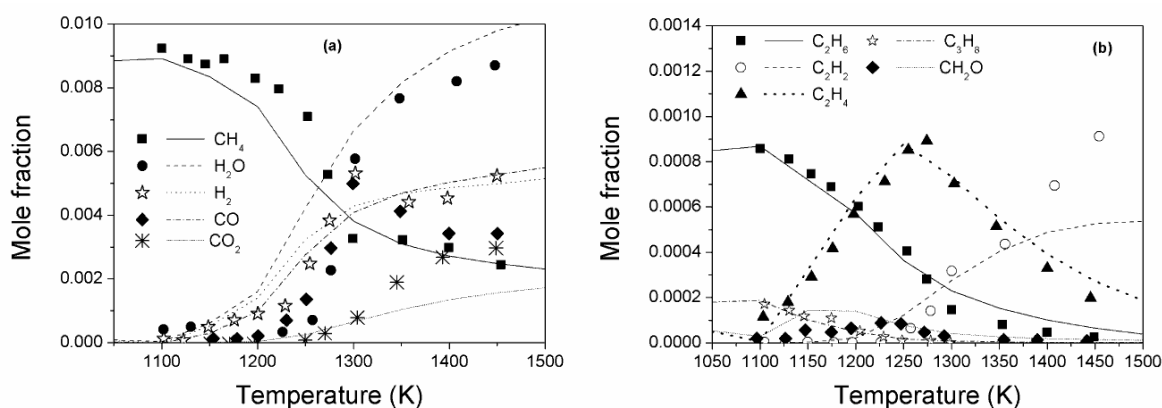 (a)
Mole fraction
0.010
0.008
0.006
0.004
0.002
0.000
CH₄
H₂O
H₂
CO
CO₂
1100 1200 1300 1400 1500
Temperature (K)
(b)
Mole fraction
0.0014
0.0012
0.0010
0.0008
0.0006
0.0004
0.0002
0.0000
C₂H₆ C₃H₈
C₂H₂ CH₂O
C₂H₄
1050 1100 1150 1200 1250 1300 1350 1400 1450 1500
Temperature (K)